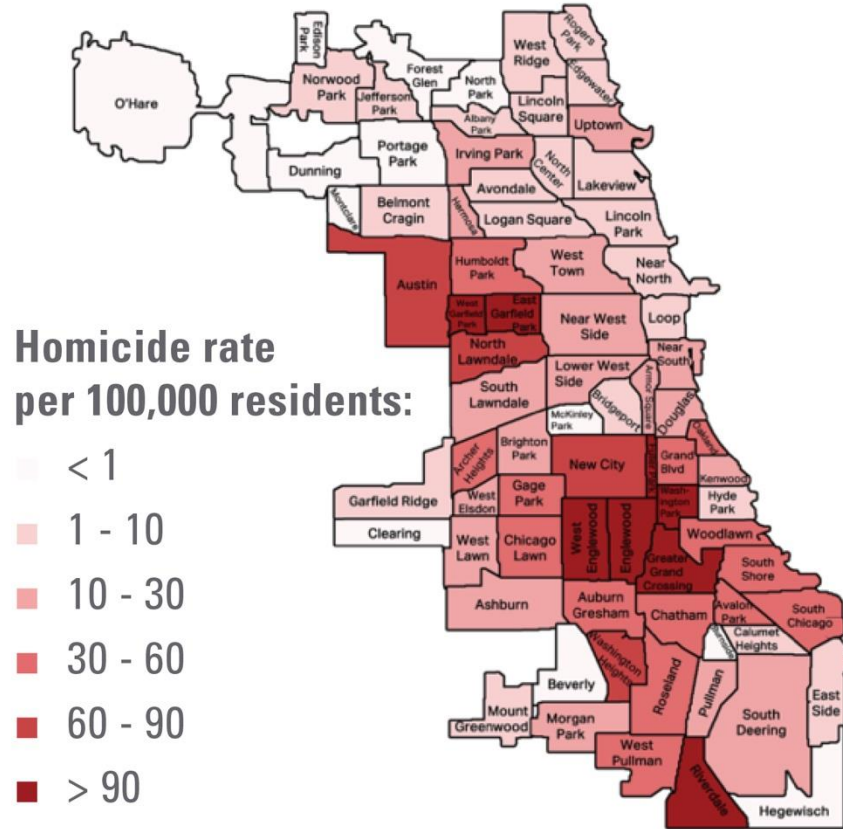 Edison
Park
O'Hare
Norwood
Park
Jefferson
Park
Forest
Glen
North
Park
West
Ridge
Rogers
Park
Edgewater
Albany
Park
Lincoln
Square
Uptown
Portage
Park
Dunning
Irving Park
North
Center
Lakeview
Avondale
Montclare
Belmont
Cragin
Hermosa
Logan Square
Lincoln
Park
Austin
Humboldt
Park
West
Town
Near
North
West
Garfield
Park
East
Garfield
Park
Near West
Side
Loop
North
Lawndale
Near
South
Lower West
Side
Armor Square
South
Lawndale
Bridgeport
McKinley
Park
Douglas
Oakland
Archer
Heights
Brighton
Park
New City
Fuller Park
Grand
Blvd
Kenwood
Garfield Ridge
West
Elsdon
Gage
Park
Wash-
ington
Park
Hyde
Park
Clearing
West
Lawn
Chicago
Lawn
West
Englewood
Englewood
Greater
Grand
Crossing
Woodlawn
South
Shore
Ashburn
Auburn
Gresham
Chatham
Avalon
Park
South
Chicago
Burnside
Calumet
Heights
Washington
Heights
Beverly
Roseland
Pullman
East
Side
Mount
Greenwood
Morgan
Park
South
Deering
West
Pullman
Riverdale
Hegewisch
Homicide rate
per 100,000 residents:
< 1
1 - 10
10 - 30
30 - 60
60 - 90
> 90